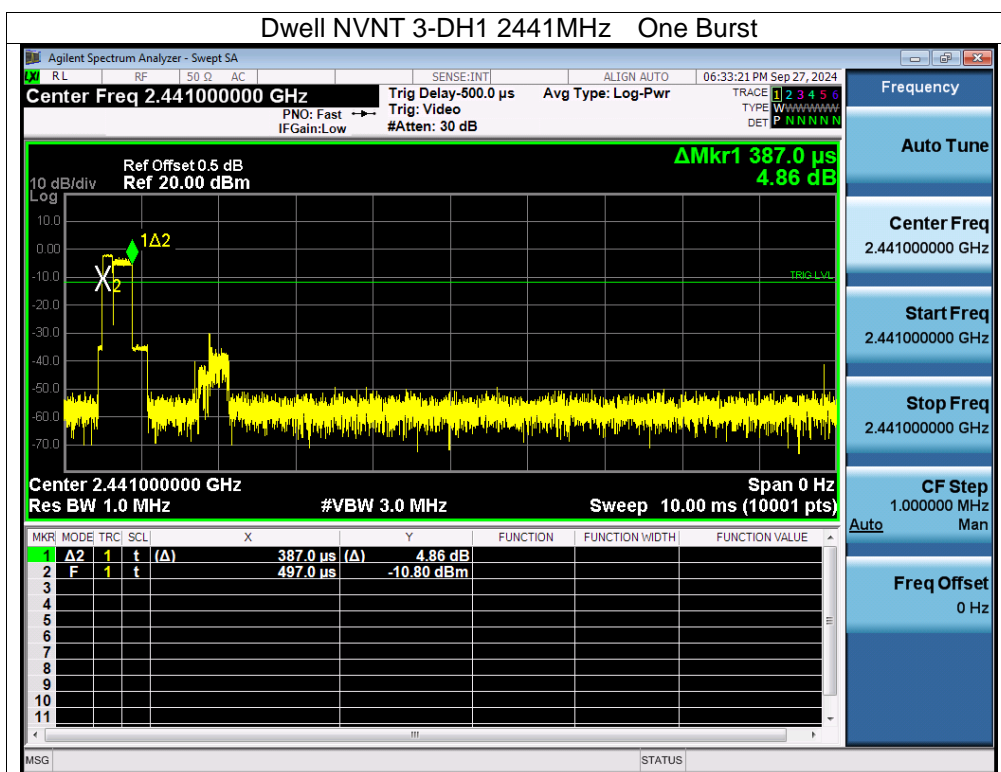 Dwell NVNT 3-DH1 2441MHz One Burst
Agilent Spectrum Analyzer - Swept SA
LXI RL RF 50 Ω AC SENSE:INT ALIGN AUTO 06:33:21 PM Sep 27, 2024
Center Freq 2.441000000 GHz Trig Delay-500.0 µs Avg Type: Log-Pwr TRACE 1 2 3 4 5 6
PNO: Fast Trig: Video TYPE WWWWWW
IFGain:Low #Atten: 30 dB DET P N N N N N
ΔMkr1 387.0 µs
4.86 dB
Ref Offset 0.5 dB
10 dB/div Ref 20.00 dBm
Log
10.0
0.00
-10.0
-20.0
-30.0
-40.0
-50.0
-60.0
-70.0
1Δ2
2
TRIG LVL
Center 2.441000000 GHz Span 0 Hz
Res BW 1.0 MHz #VBW 3.0 MHz Sweep 10.00 ms (10001 pts)
MKR MODE TRC SCL X Y FUNCTION FUNCTION WIDTH FUNCTION VALUE
1 Δ2 1 t (Δ) 387.0 µs (Δ) 4.86 dB
2 F 1 t 497.0 µs -10.80 dBm
3
4
5
6
7
8
9
10
11
MSG STATUS
Frequency
Auto Tune
Center Freq
2.441000000 GHz
Start Freq
2.441000000 GHz
Stop Freq
2.441000000 GHz
CF Step
1.000000 MHz
Auto Man
Freq Offset
0 Hz